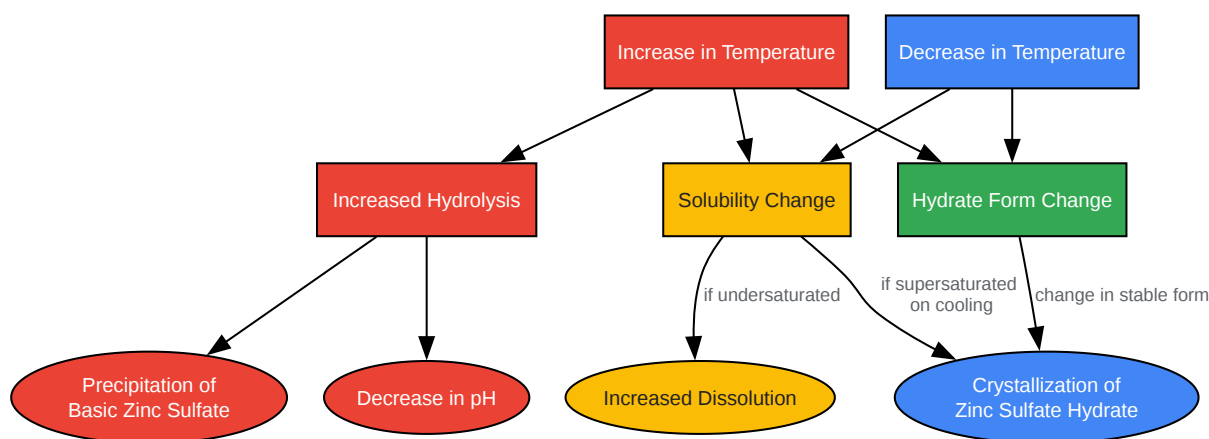 Increase in Temperature
Decrease in Temperature
Increased Hydrolysis
Solubility Change
Hydrate Form Change
if undersaturated
if supersaturated
on cooling
change in stable form
Precipitation of
Basic Zinc Sulfate
Decrease in pH
Increased Dissolution
Crystallization of
Zinc Sulfate Hydrate